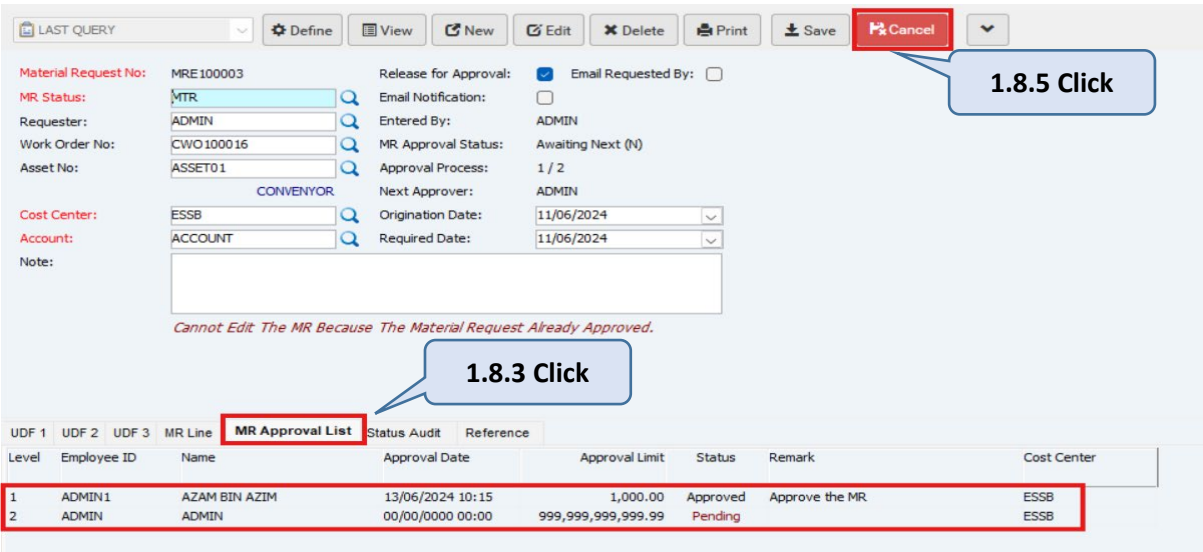 LAST QUERY Define View New Edit Delete Print Save Cancel
1.8.5 Click
Material Request No: MRE100003 Release for Approval: Email Requested By:
MR Status: MTR Email Notification:
Requester: ADMIN Entered By: ADMIN
Work Order No: CWO100016 MR Approval Status: Awaiting Next (N)
Asset No: ASSET01 Approval Process: 1 / 2
CONVENYOR Next Approver: ADMIN
Cost Center: ESSB Origination Date: 11/06/2024
Account: ACCOUNT Required Date: 11/06/2024
Note:
Cannot Edit The MR Because The Material Request Already Approved.
1.8.3 Click
UDF 1 UDF 2 UDF 3 MR Line MR Approval List Status Audit Reference
Level Employee ID Name Approval Date Approval Limit Status Remark Cost Center
1 ADMIN1 AZAM BIN AZIM 13/06/2024 10:15 1,000.00 Approved Approve the MR ESSB
2 ADMIN ADMIN 00/00/0000 00:00 999,999,999,999.99 Pending ESSB